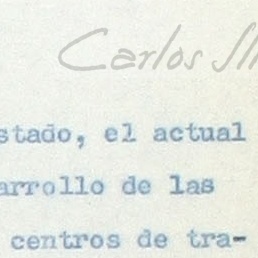 Carlos
stado, el actual
arrollo de las
centros de tra-